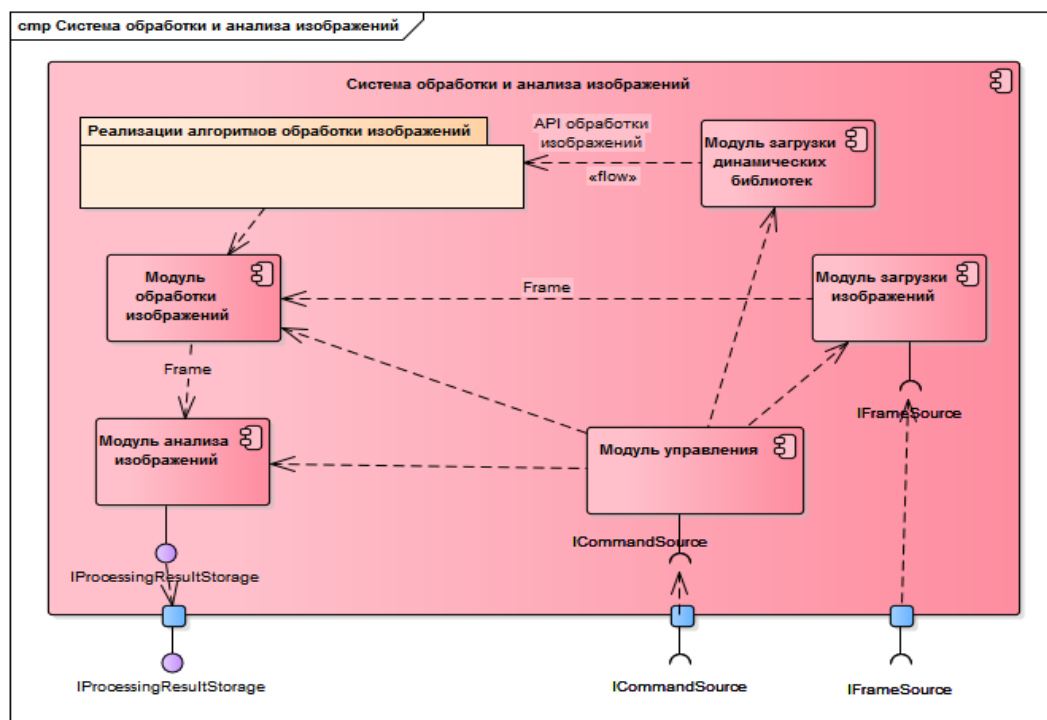 cmp Система обработки и анализа изображений
Система обработки и анализа изображений
Реализации алгоритмов обработки изображений
API обработки
изображений
«flow»
Модуль загрузки
динамических
библиотек
Модуль
обработки
изображений
Frame
Модуль загрузки
изображений
Frame
IFrameSource
Модуль анализа
изображений
Модуль управления
ICommandSource
IProcessingResultStorage
IProcessingResultStorage
ICommandSource
IFrameSource